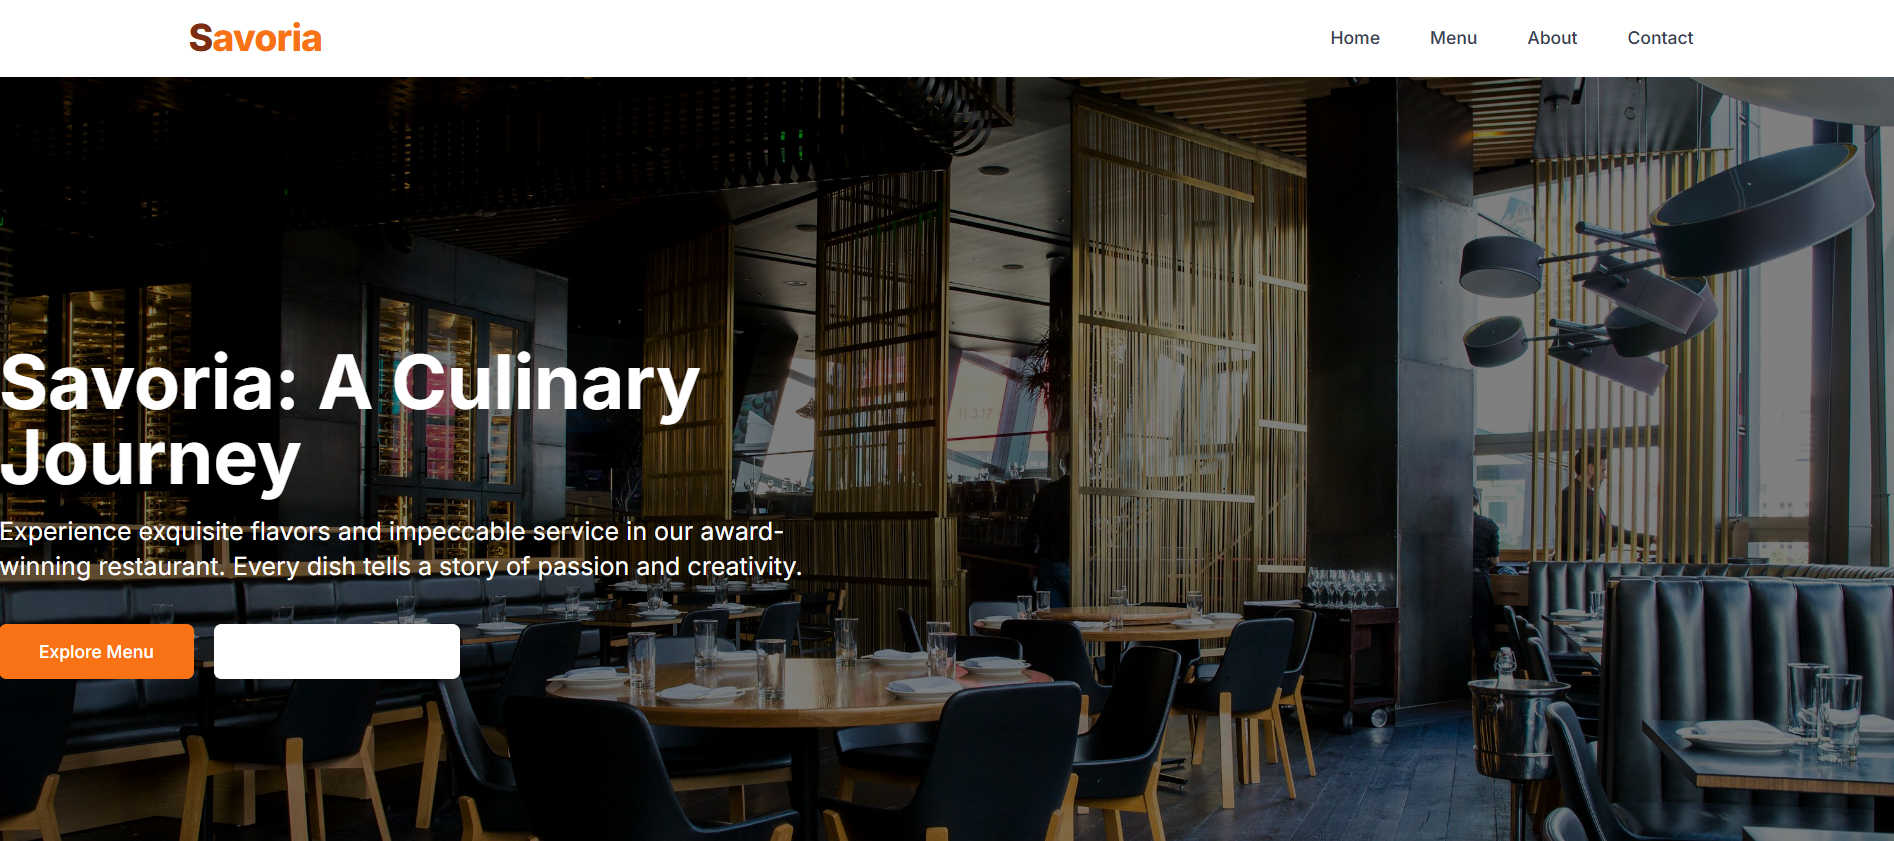 Savoria
Home Menu About Contact
Savoria: A Culinary
Journey
Experience exquisite flavors and impeccable service in our award-
winning restaurant. Every dish tells a story of passion and creativity.
Explore Menu